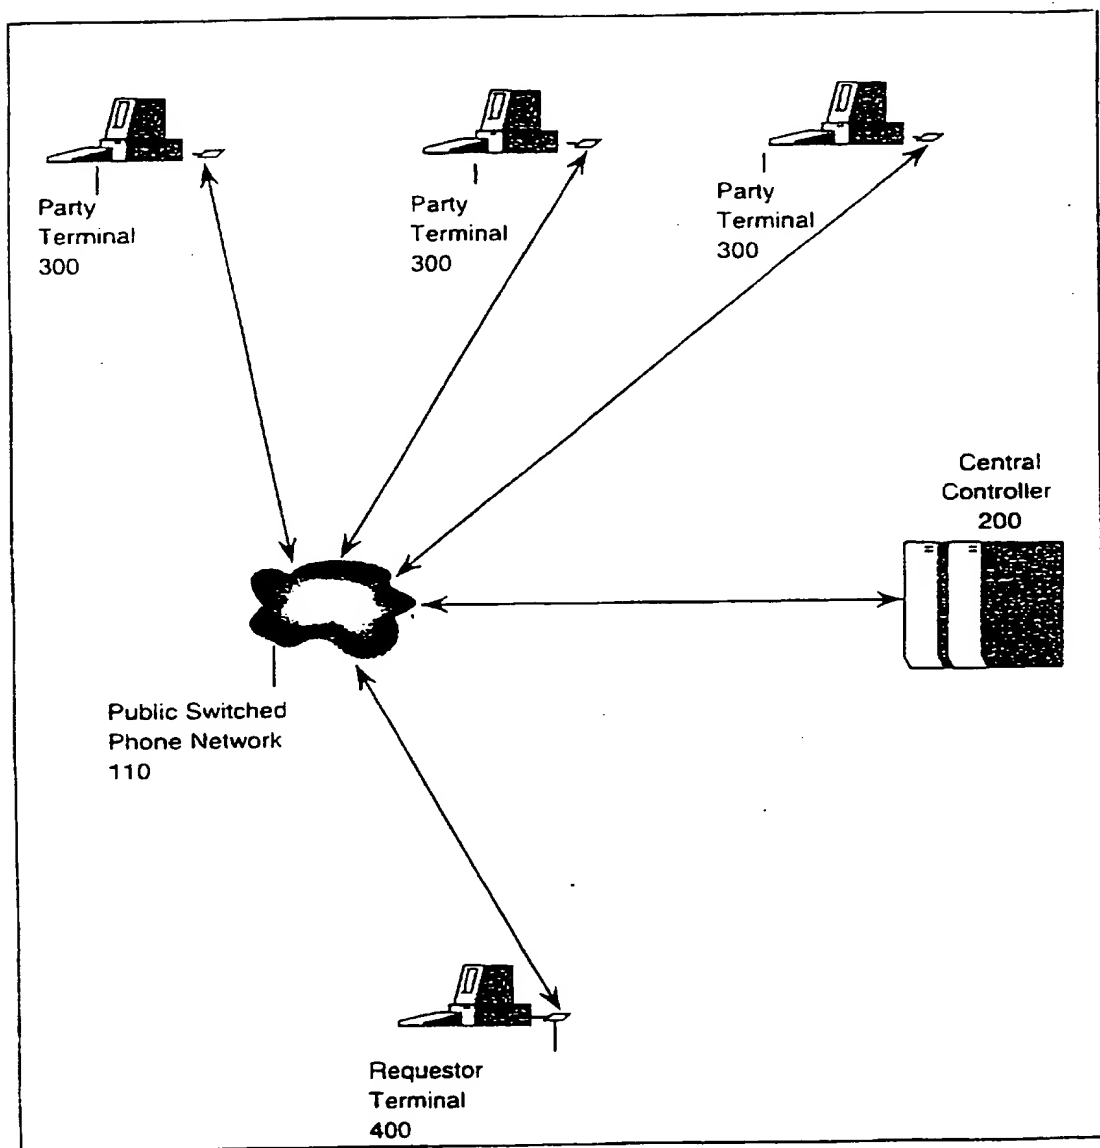 Party
Terminal
300
Party
Terminal
300
Party
Terminal
300
Central
Controller
200
Public Switched
Phone Network
110
Requestor
Terminal
400